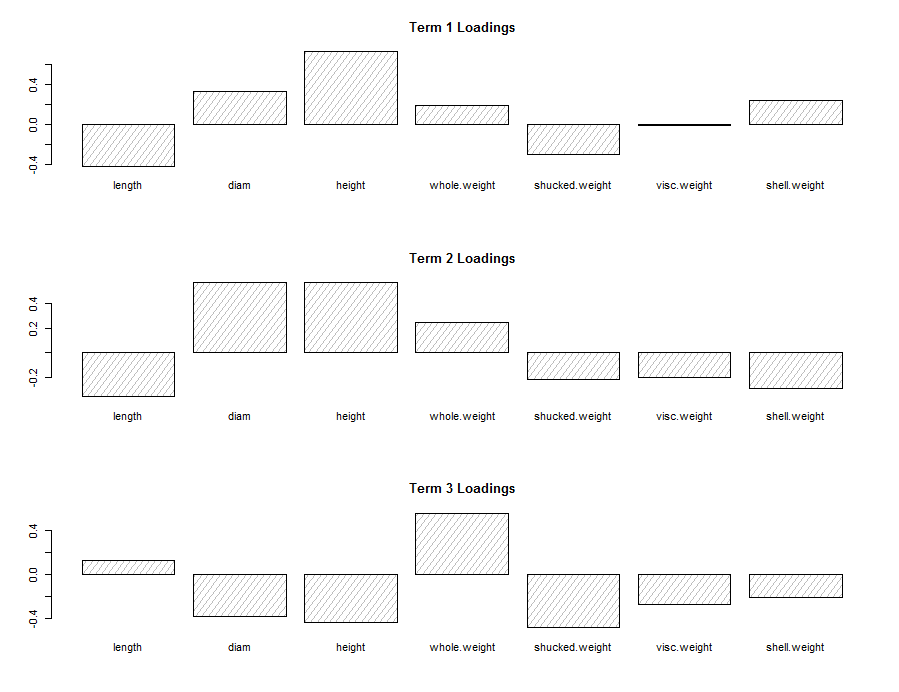 Term 1 Loadings
0.4
0.0
-0.4
length diam height whole.weight shucked.weight visc.weight shell.weight
Term 2 Loadings
0.4
0.2
-0.2
length diam height whole.weight shucked.weight visc.weight shell.weight
Term 3 Loadings
0.4
0.0
-0.4
length diam height whole.weight shucked.weight visc.weight shell.weight